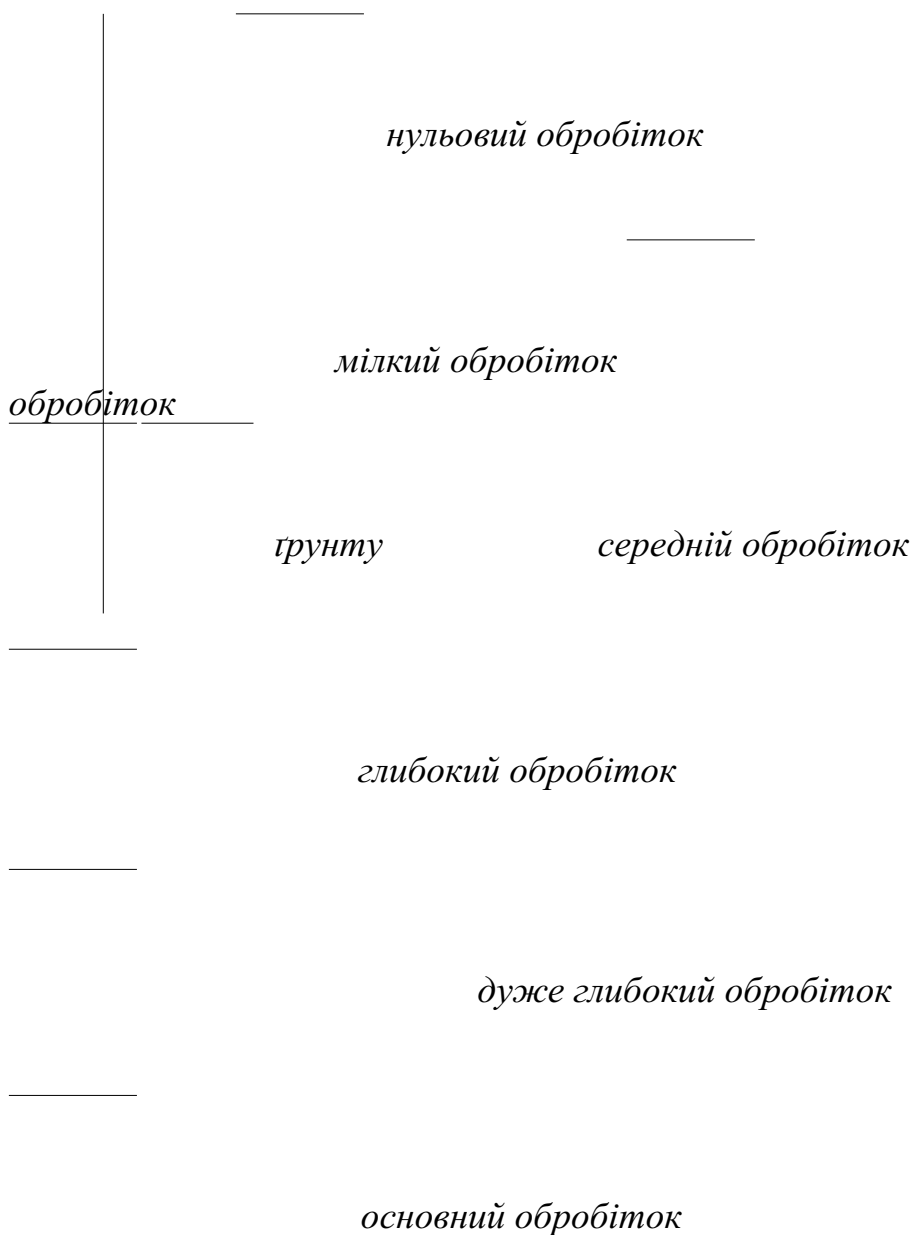 нульовий обробіток
мілкий обробіток
обробіток
ґрунту середній обробіток
глибокий обробіток
дуже глибокий обробіток
основний обробіток